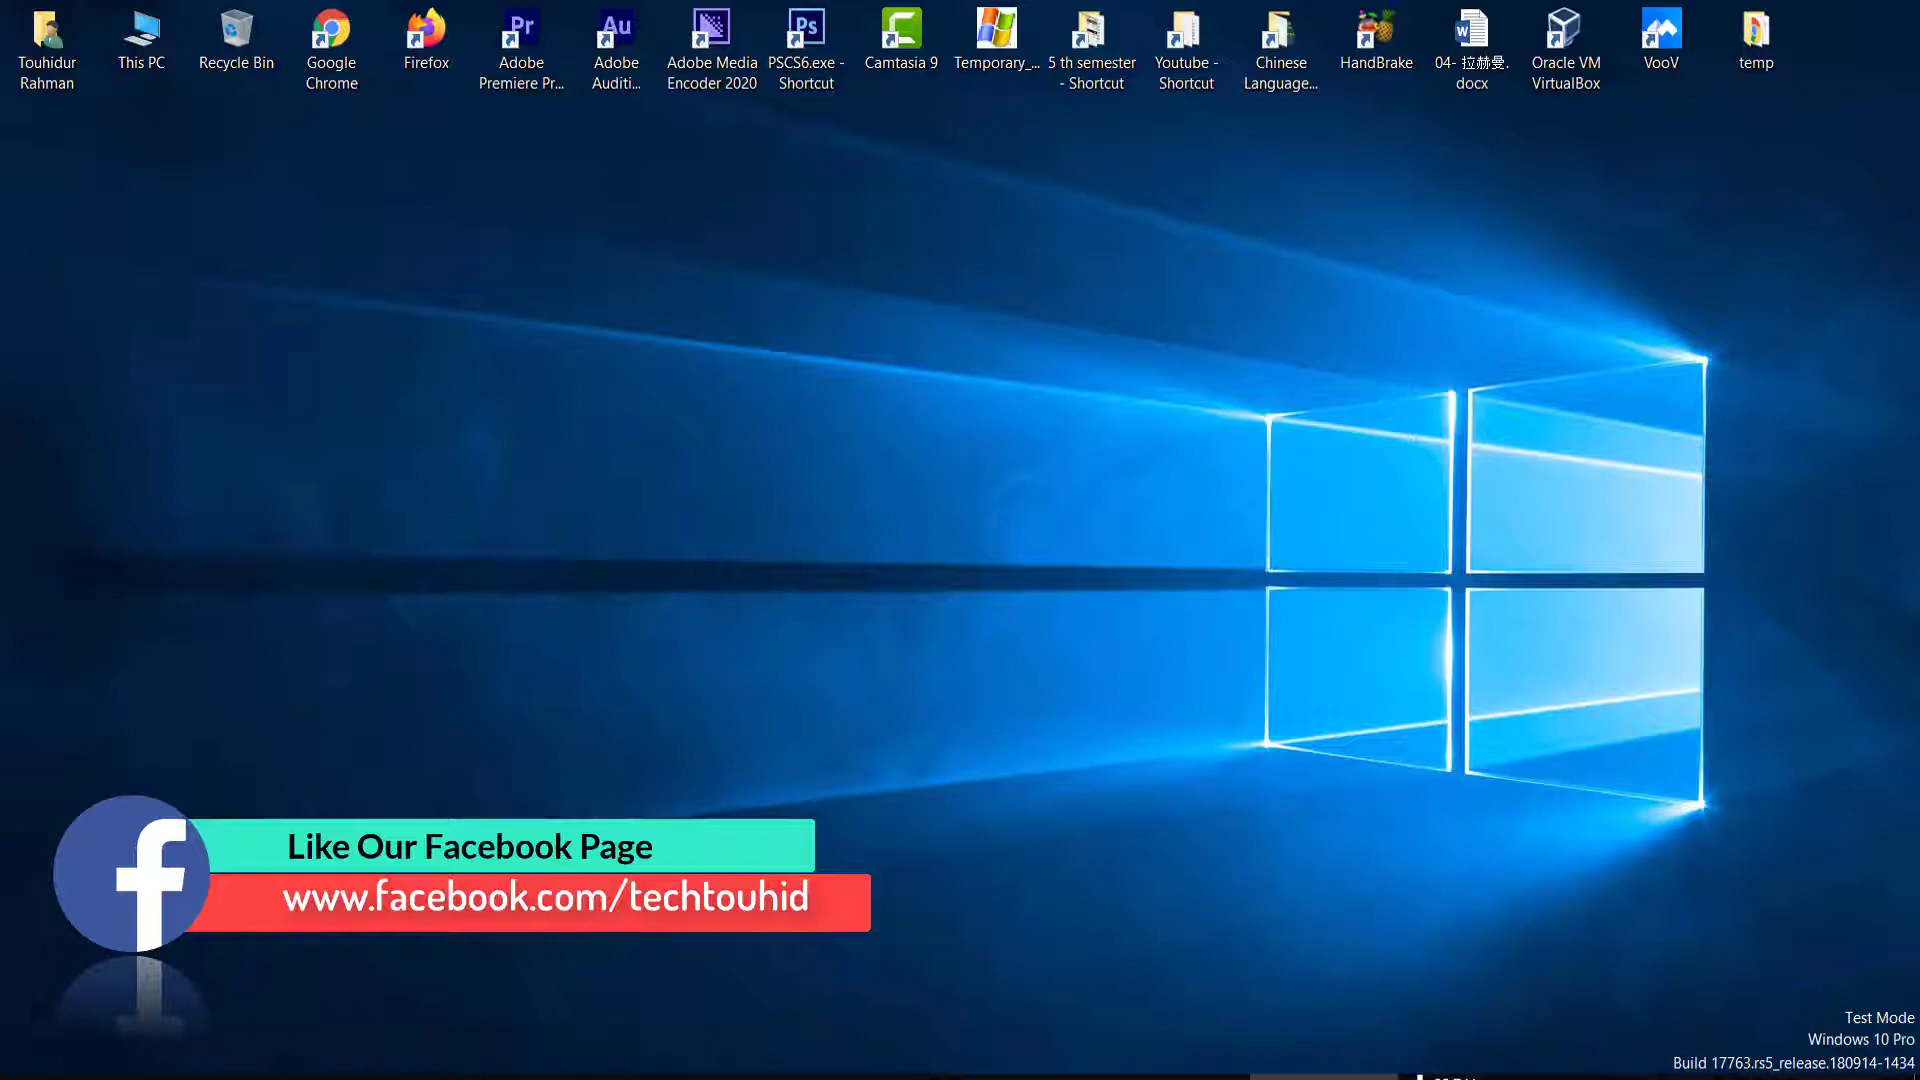 Touhidur
Rahman
This PC
Recycle Bin
Google
Chrome
Firefox
Pr
Adobe
Premiere Pr...
Au
Adobe
Auditi...
Adobe Media
Encoder 2020
Ps
PSCS6.exe -
Shortcut
Camtasia 9
Temporary_...
5 th semester
- Shortcut
Youtube -
Shortcut
Chinese
Language...
HandBrake
W
04- 拉赫曼.
docx
Oracle VM
VirtualBox
VooV
temp
Like Our Facebook Page
www.facebook.com/techtouhid
Test Mode
Windows 10 Pro
Build 17763.rs5_release.180914-1434